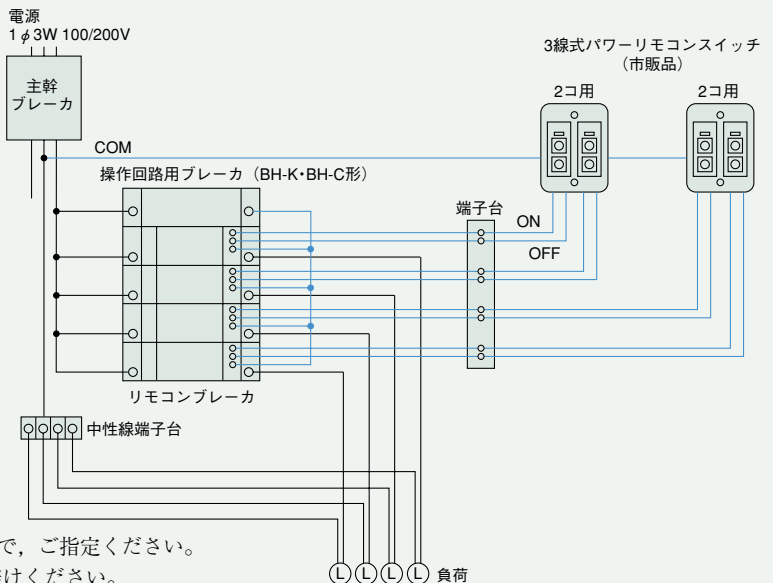 電源
1φ3W 100/200V
主幹
ブレーカ
COM
操作回路用ブレーカ（BH-K・BH-C形）
3線式パワーリモコンスイッチ
（市販品）
2コ用
2コ用
端子台
ON
OFF
リモコンブレーカ
中性線端子台
で，ご指定ください。
けください。
L
L
L
L
負荷